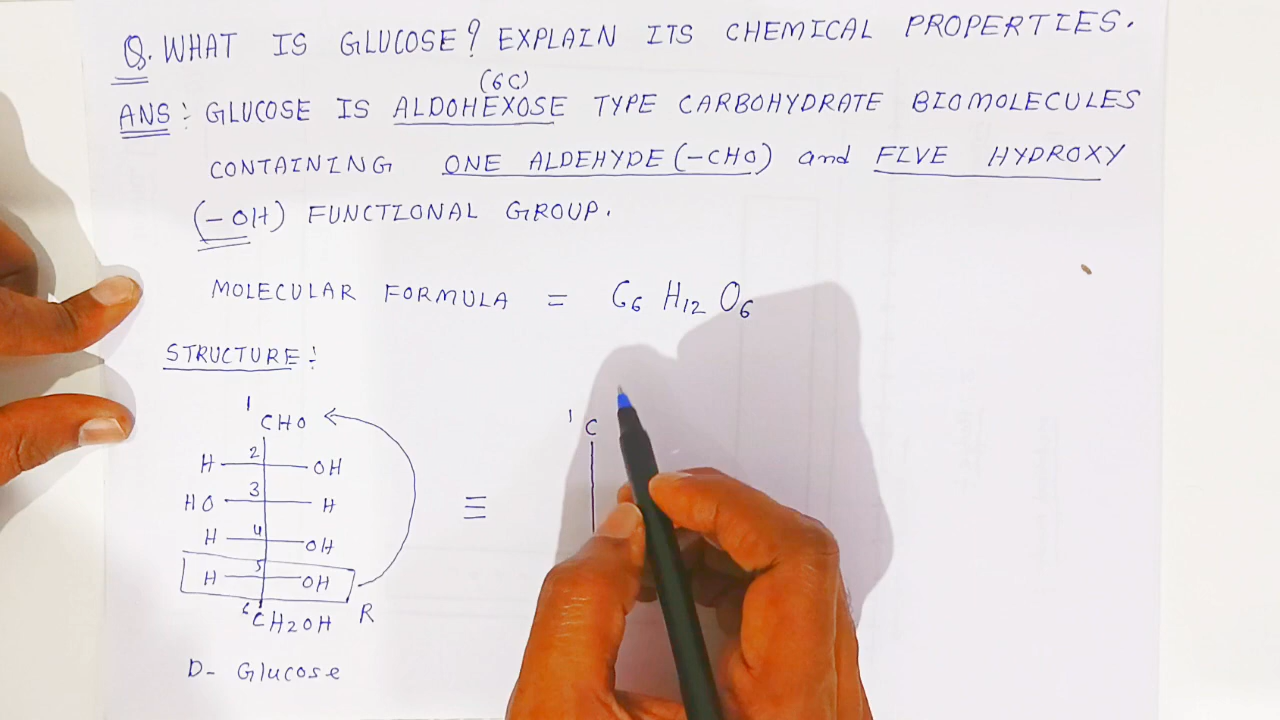 Q. WHAT IS GLUCOSE? EXPLAIN ITS CHEMICAL PROPERTIES.
(6C)
ANS: GLUCOSE IS ALDOHEXOSE TYPE CARBOHYDRATE BIOMOLECULES
CONTAINING ONE ALDEHYDE (-CHO) and FIVE HYDROXY
(-OH) FUNCTIONAL GROUP.
MOLECULAR FORMULA = C6 H12 O6
STRUCTURE:
1 CHO
H 2 OH
HO 3 H
H 4 OH
H 5 OH
6 CH2OH R
D- Glucose
≡
1 C